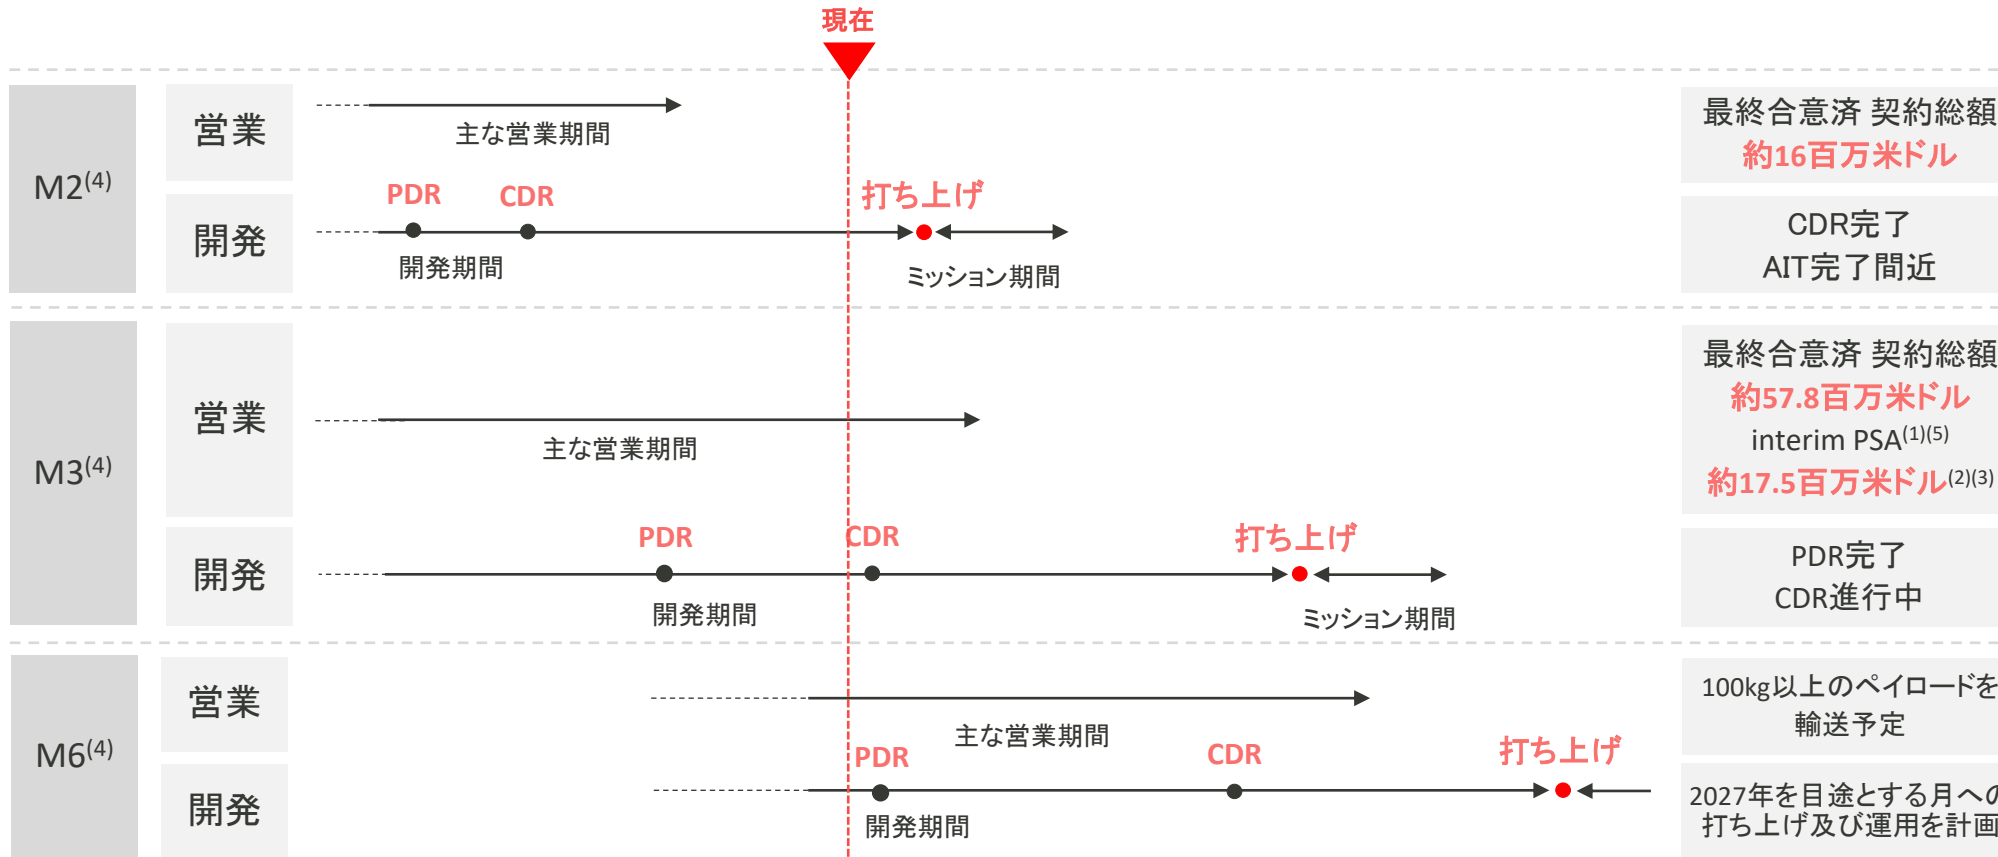 現在
M2(4)
営業
主な営業期間
最終合意済 契約総額
約16百万米ドル
開発
PDR
CDR
打ち上げ
開発期間
ミッション期間
CDR完了
AIT完了間近
M3(4)
営業
主な営業期間
最終合意済 契約総額
約57.8百万米ドル
interim PSA(1)(5)
約17.5百万米ドル(2)(3)
開発
PDR
CDR
打ち上げ
開発期間
ミッション期間
PDR完了
CDR進行中
M6(4)
営業
主な営業期間
100kg以上のペイロードを
輸送予定
開発
PDR
CDR
打ち上げ
開発期間
2027年を目途とする月への
打ち上げ及び運用を計画